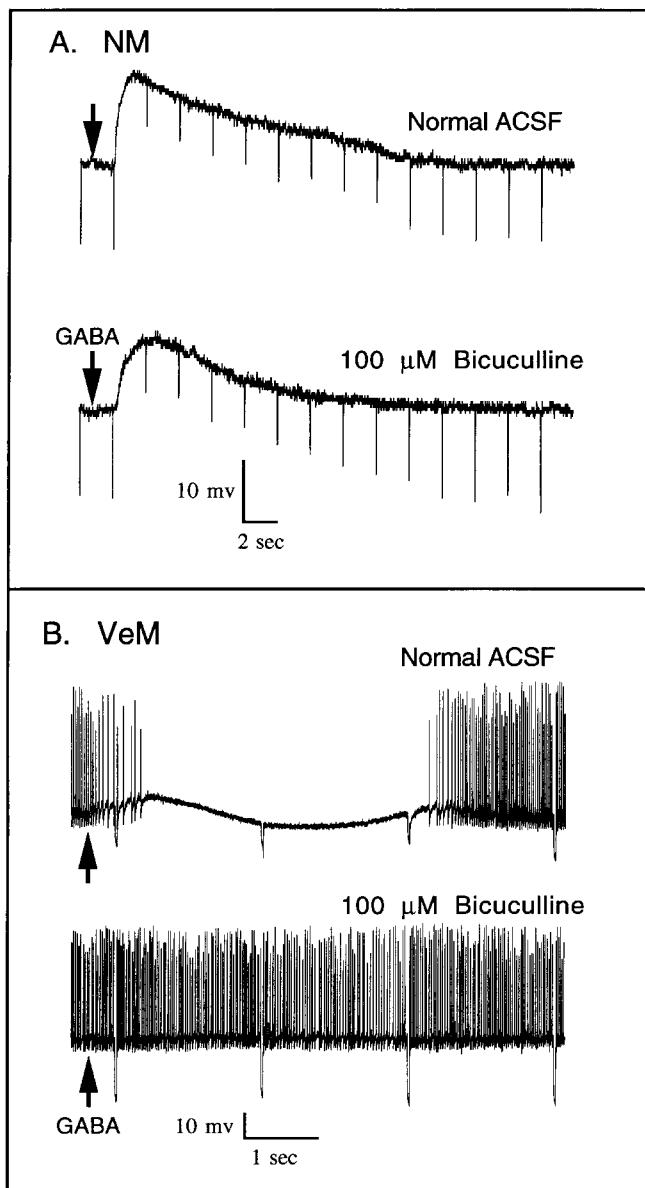 A. NM
Normal ACSF
GABA
100 μM Bicuculline
10 mv
2 sec
B. VeM
Normal ACSF
100 μM Bicuculline
GABA
10 mv
1 sec